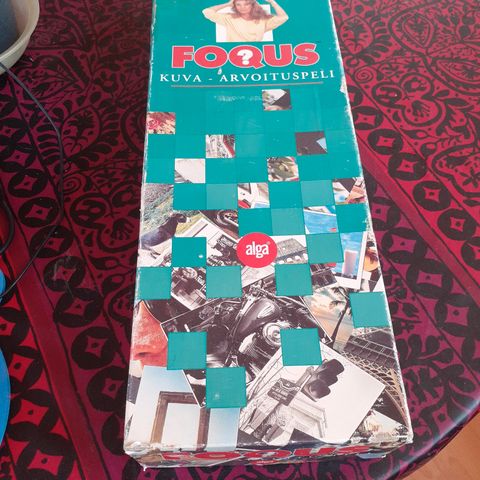 FOQUS
?
KUVA - ARVOITUSPELI
alga
FOQUS